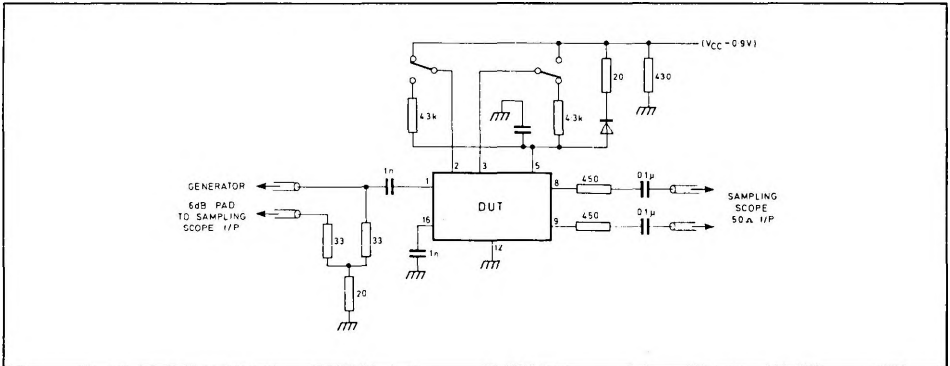 (VCC - 0.9V)
20
430
4.3k
4.3k
1n
2
3
5
GENERATOR
1
8
450
0.1µ
6dB PAD
TO SAMPLING
SCOPE I/P
DUT
SAMPLING
SCOPE
50Ω I/P
16
9
450
0.1µ
33
33
12
1n
20